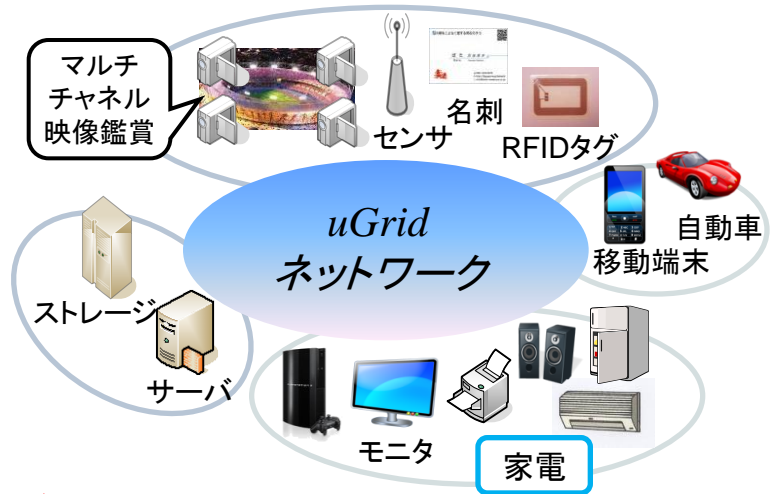 マルチ
チャネル
映像鑑賞
センサ
名刺
RFIDタグ
自動車
移動端末
uGrid
ネットワーク
ストレージ
サーバ
モニタ
家電